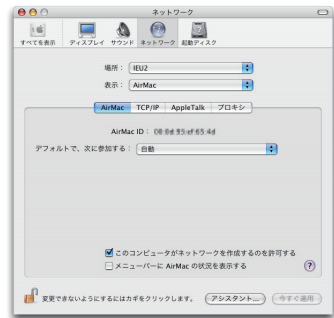 ネットワーク
すべてを表示 ディスプレイ サウンド ネットワーク 起動ディスク
場所： IEU2
表示： AirMac
AirMac TCP/IP AppleTalk プロキシ
AirMac ID：
デフォルトで、次に参加する： 自動
このコンピュータがネットワークを作成するのを許可する
メニューバーに AirMac の状況を表示する
?
変更できないようにするにはカギをクリックします。 アシスタント... 今すぐ適用